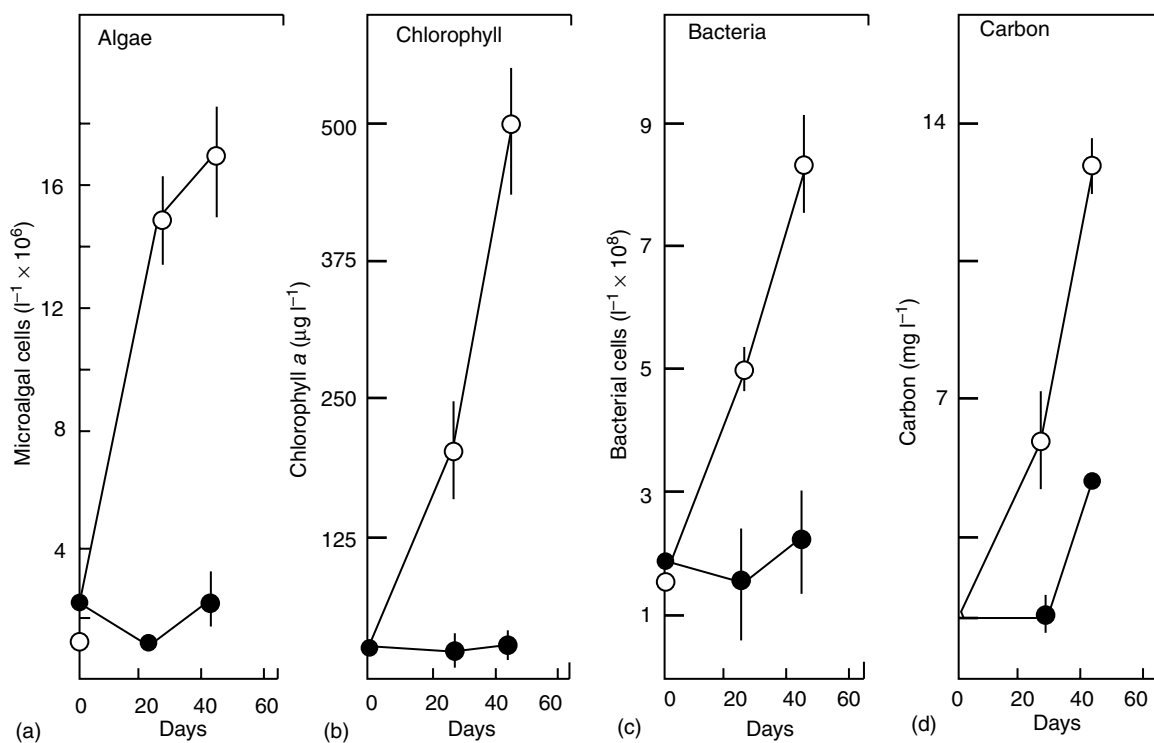 Algae
Microalgal cells (l⁻¹ × 10⁶)
16
12
8
4
0 20 40 60
(a) Days
Chlorophyll
Chlorophyll a (µg l⁻¹)
500
375
250
125
0 20 40 60
(b) Days
Bacteria
Bacterial cells (l⁻¹ × 10⁸)
9
7
5
3
1
0 20 40 60
(c) Days
Carbon
Carbon (mg l⁻¹)
14
7
0 20 40 60
(d) Days